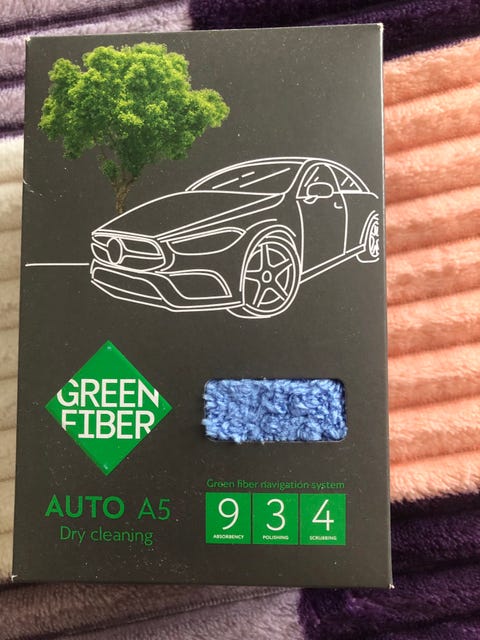 GREEN
FIBER
AUTO A5
Dry cleaning
Green fiber navigation system
9 3 4
ABSORBENCY POLISHING SCRUBBING